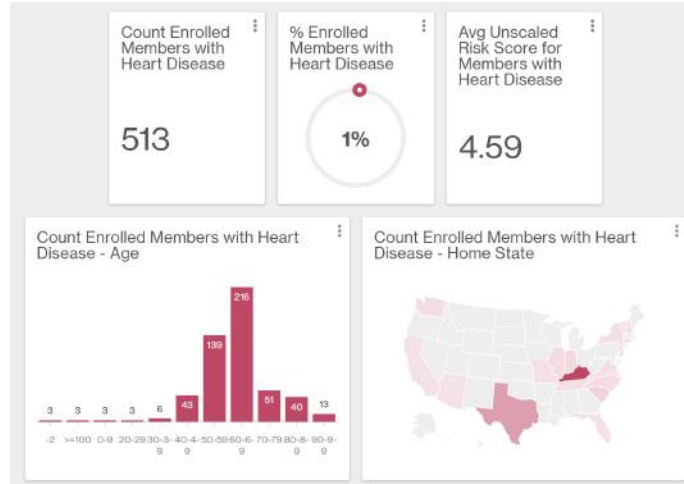 Count Enrolled
Members with
Heart Disease
513
% Enrolled
Members with
Heart Disease
1%
Avg Unscaled
Risk Score for
Members with
Heart Disease
4.59
Count Enrolled Members with Heart
Disease - Age
3 3 3 3 6 43 139 216 51 40 13
-2 >=100 0-9 20-29 30-3- 40-4- 50-59 60-6- 70-79 80-8- 90-9-
9 9 9 9 9
Count Enrolled Members with Heart
Disease - Home State